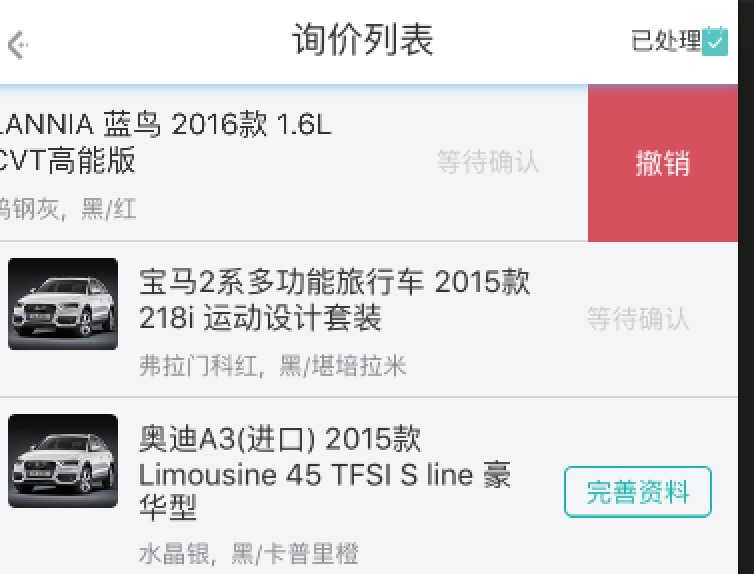 询价列表
已处理
LANNIA 蓝鸟 2016款 1.6L
CVT高能版
等待确认
撤销
钨钢灰, 黑/红
宝马2系多功能旅行车 2015款
218i 运动设计套装
等待确认
弗拉门科红, 黑/堪培拉米
奥迪A3(进口) 2015款
Limousine 45 TFSI S line 豪
华型
完善资料
水晶银, 黑/卡普里橙